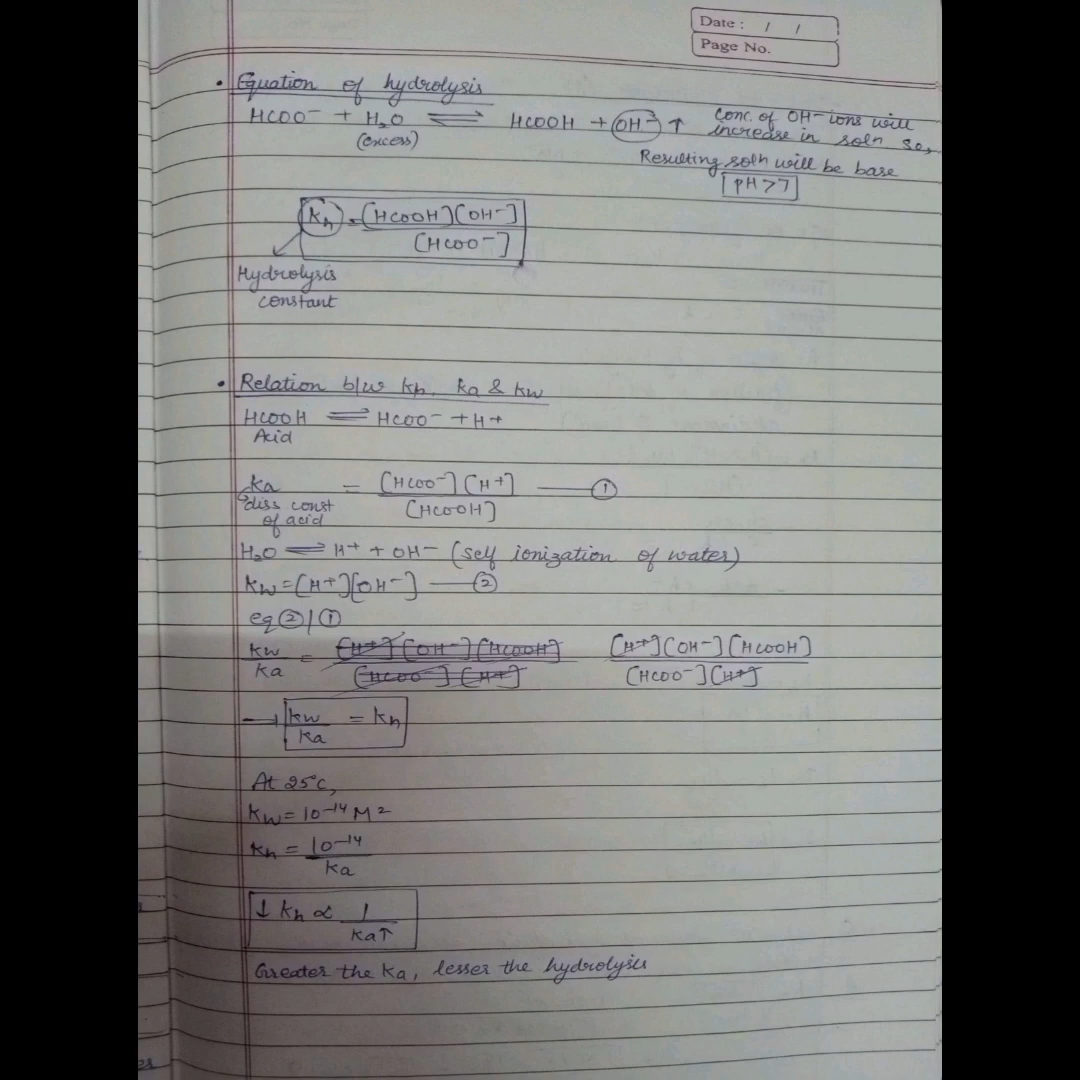 Date : / /
Page No.
• Equation of hydrolysis
HCOO⁻ + H₂O ⇌ HCOOH + OH⁻ ↑ conc. of OH⁻ ions will
(excess) increase in soln so,
Resulting soln will be base
pH >7
Kh = [HCOOH][OH⁻]
[HCOO⁻]
Hydrolysis
constant
• Relation b/w Kh, Ka & Kw
HCOOH ⇌ HCOO⁻ + H+
Acid
Ka = [HCOO⁻][H+] —— ①
diss const [HCOOH]
of acid
H₂O ⇌ H+ + OH⁻ (self ionization of water)
Kw = [H+][OH⁻] —— ②
eq ② / ①
Kw = [H+][OH⁻][HCOOH] [H+][OH⁻][HCOOH]
Ka [HCOO⁻][H+] [HCOO⁻][H+]
→ Kw = Kh
Ka
At 25°C,
Kw = 10⁻¹⁴ M²
Kh = 10⁻¹⁴
Ka
↓ Kh ∝ 1
Ka↑
Greater the Ka, lesser the hydrolysis